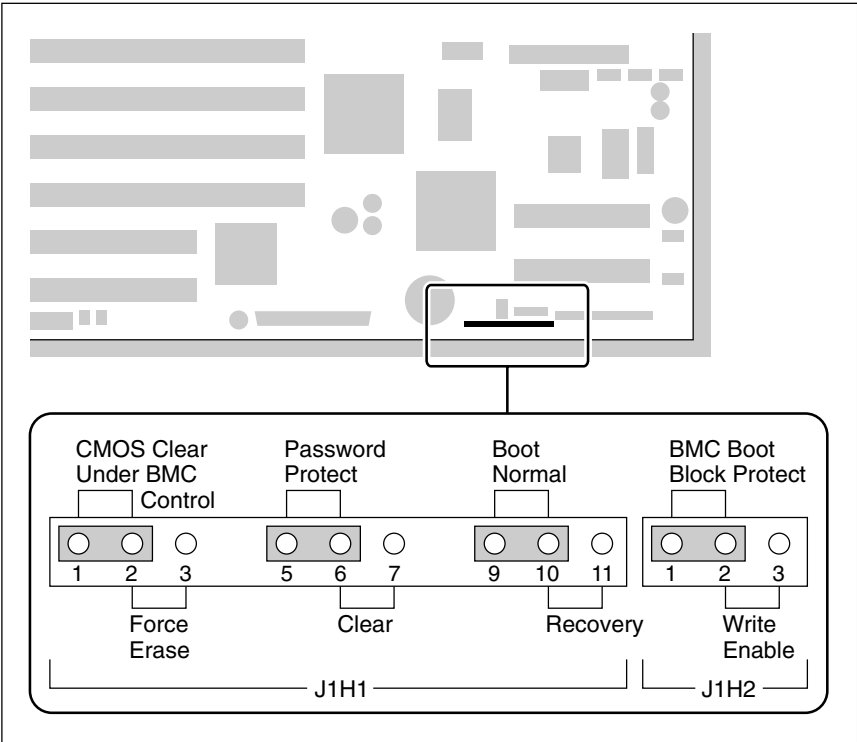 CMOS Clear
Under BMC
Control
Password
Protect
Boot
Normal
BMC Boot
Block Protect
1 2 3 5 6 7 9 10 11 1 2 3
Force
Erase
Clear
Recovery
Write
Enable
J1H1
J1H2